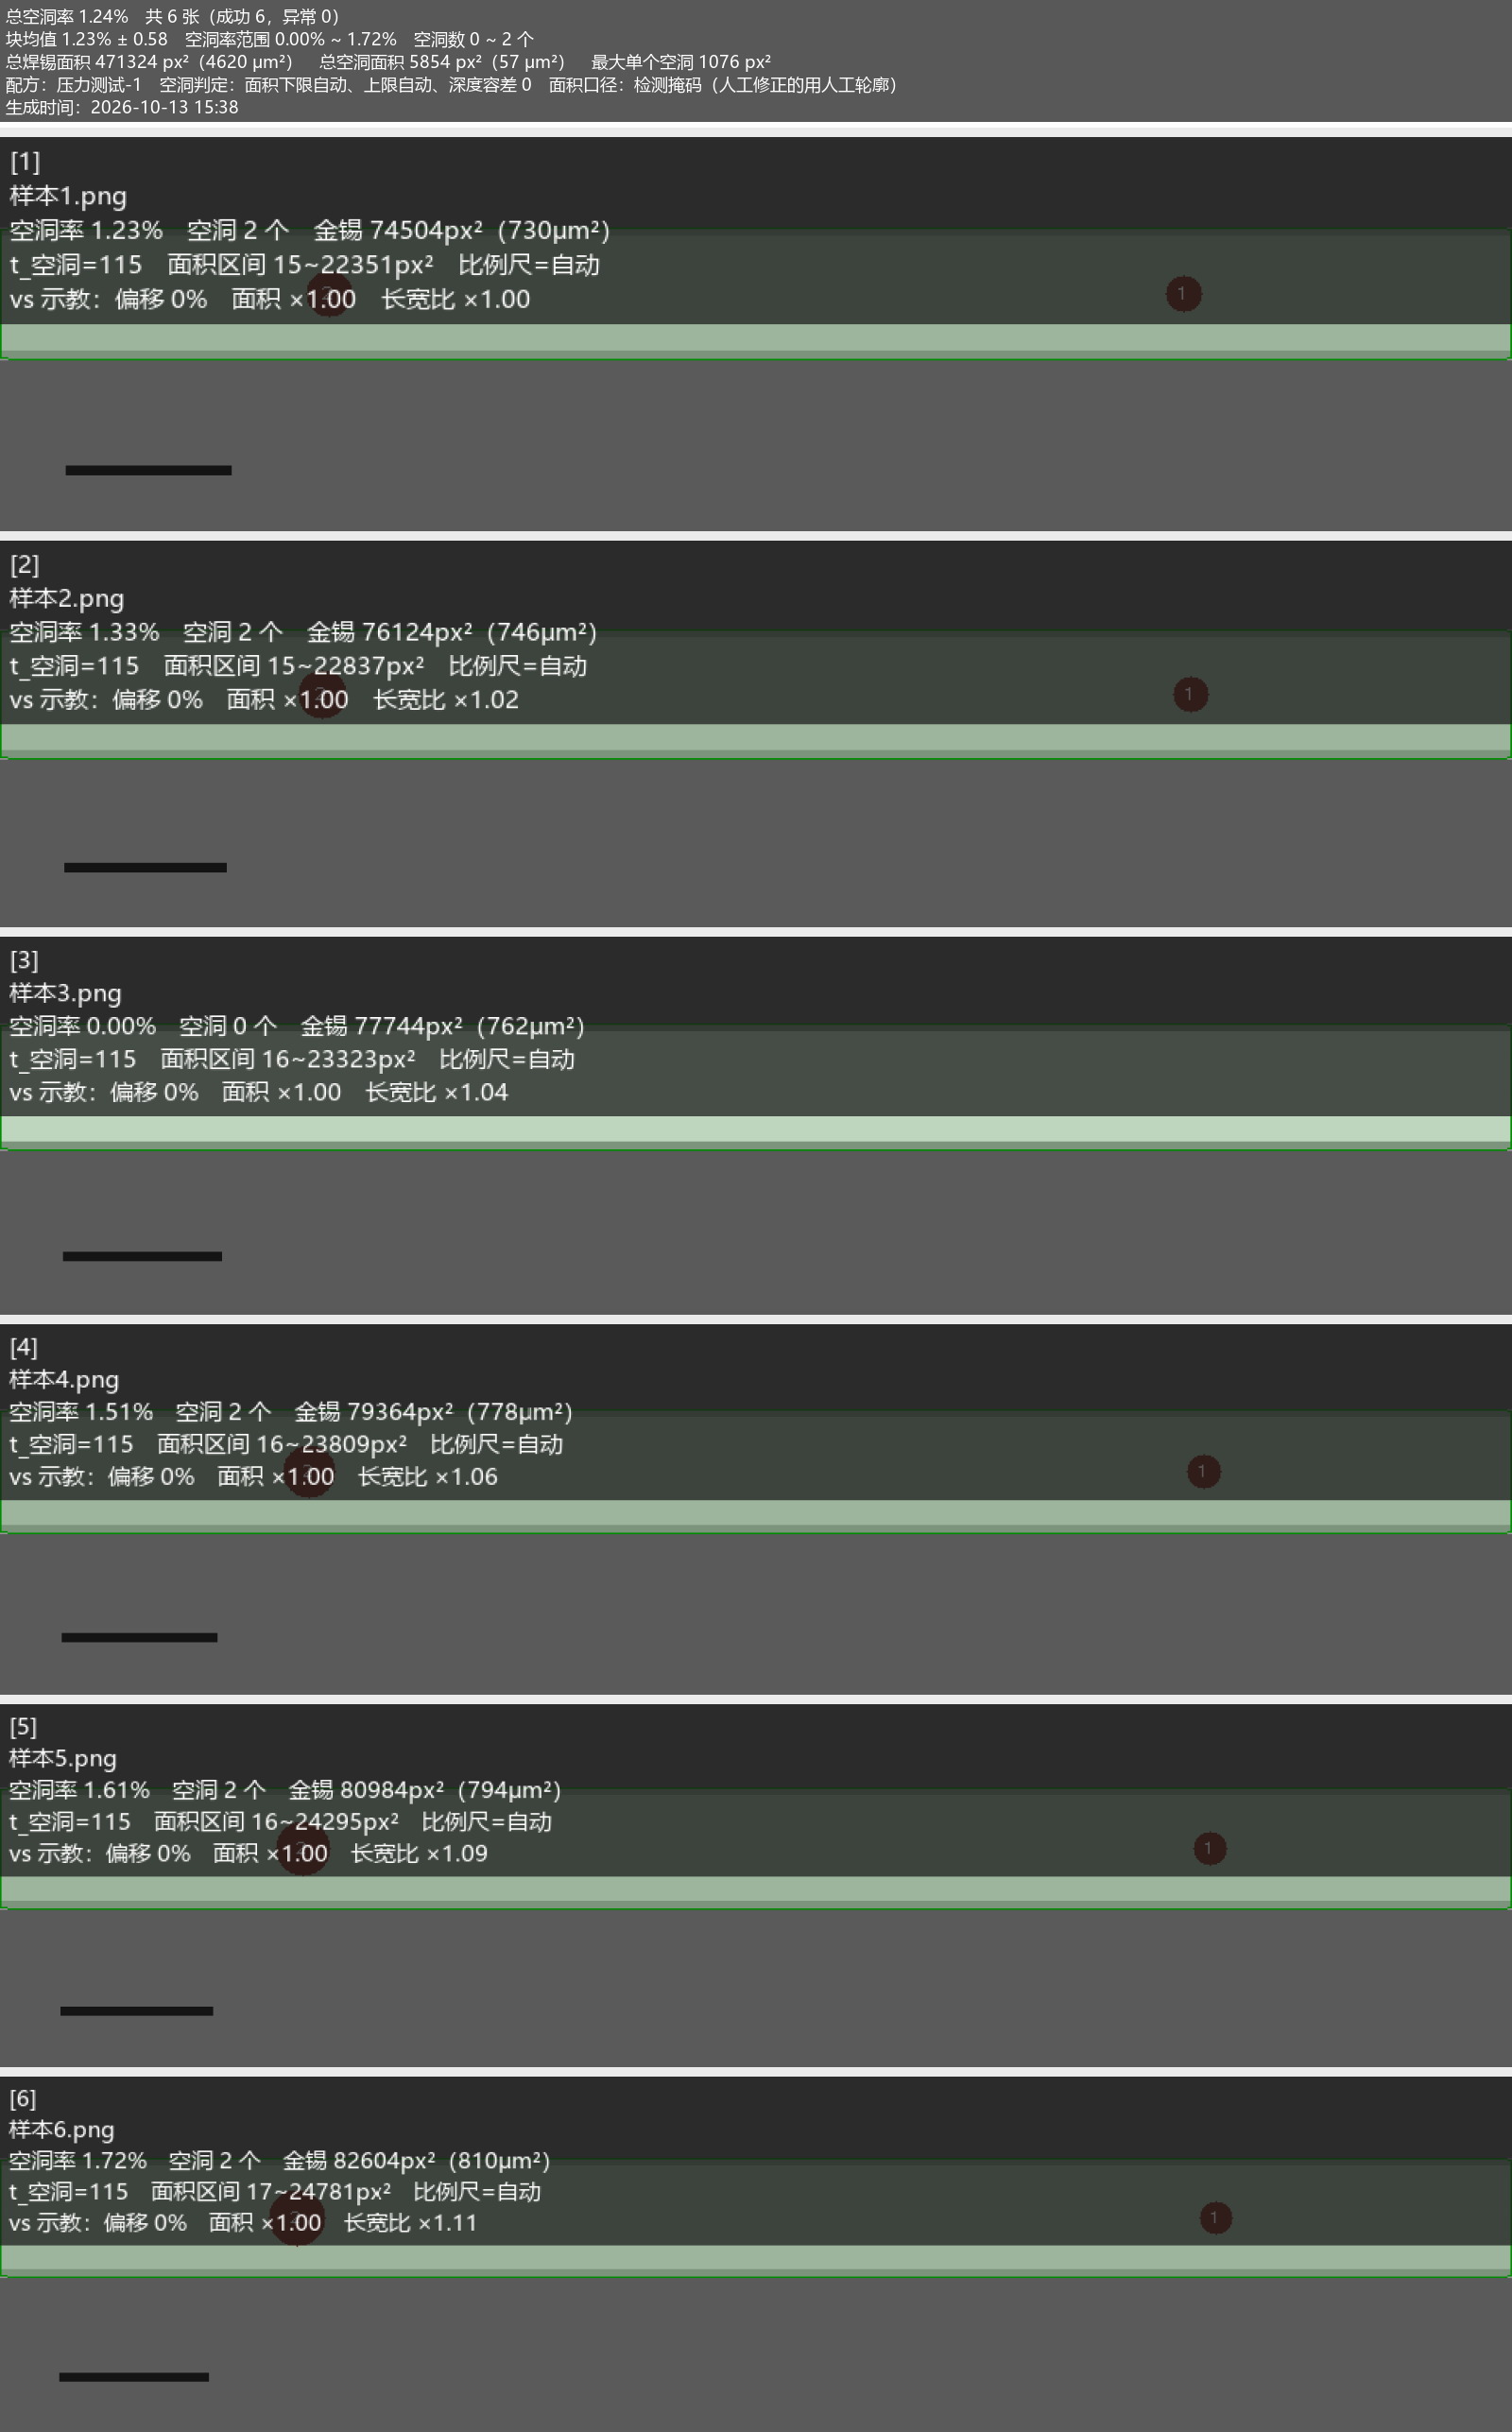 总空洞率 1.24%　共 6 张（成功 6，异常 0）
块均值 1.23% ± 0.58　空洞率范围 0.00% ~ 1.72%　空洞数 0 ~ 2 个
总焊锡面积 471324 px²（4620 μm²）　总空洞面积 5854 px²（57 μm²）　最大单个空洞 1076 px²
配方：压力测试-1　空洞判定：面积下限自动、上限自动、深度容差 0　面积口径：检测掩码（人工修正的用人工轮廓）
生成时间：2026-10-13 15:38
[1]
样本1.png
空洞率 1.23%　空洞 2 个　金锡 74504px²（730μm²）
t_空洞=115　面积区间 15~22351px²　比例尺=自动
vs 示教：偏移 0%　面积 ×1.00　长宽比 ×1.00
2
1
[2]
样本2.png
空洞率 1.33%　空洞 2 个　金锡 76124px²（746μm²）
t_空洞=115　面积区间 15~22837px²　比例尺=自动
vs 示教：偏移 0%　面积 ×1.00　长宽比 ×1.02
2
1
[3]
样本3.png
空洞率 0.00%　空洞 0 个　金锡 77744px²（762μm²）
t_空洞=115　面积区间 16~23323px²　比例尺=自动
vs 示教：偏移 0%　面积 ×1.00　长宽比 ×1.04
[4]
样本4.png
空洞率 1.51%　空洞 2 个　金锡 79364px²（778μm²）
t_空洞=115　面积区间 16~23809px²　比例尺=自动
vs 示教：偏移 0%　面积 ×1.00　长宽比 ×1.06
2
1
[5]
样本5.png
空洞率 1.61%　空洞 2 个　金锡 80984px²（794μm²）
t_空洞=115　面积区间 16~24295px²　比例尺=自动
vs 示教：偏移 0%　面积 ×1.00　长宽比 ×1.09
2
1
[6]
样本6.png
空洞率 1.72%　空洞 2 个　金锡 82604px²（810μm²）
t_空洞=115　面积区间 17~24781px²　比例尺=自动
vs 示教：偏移 0%　面积 ×1.00　长宽比 ×1.11
2
1